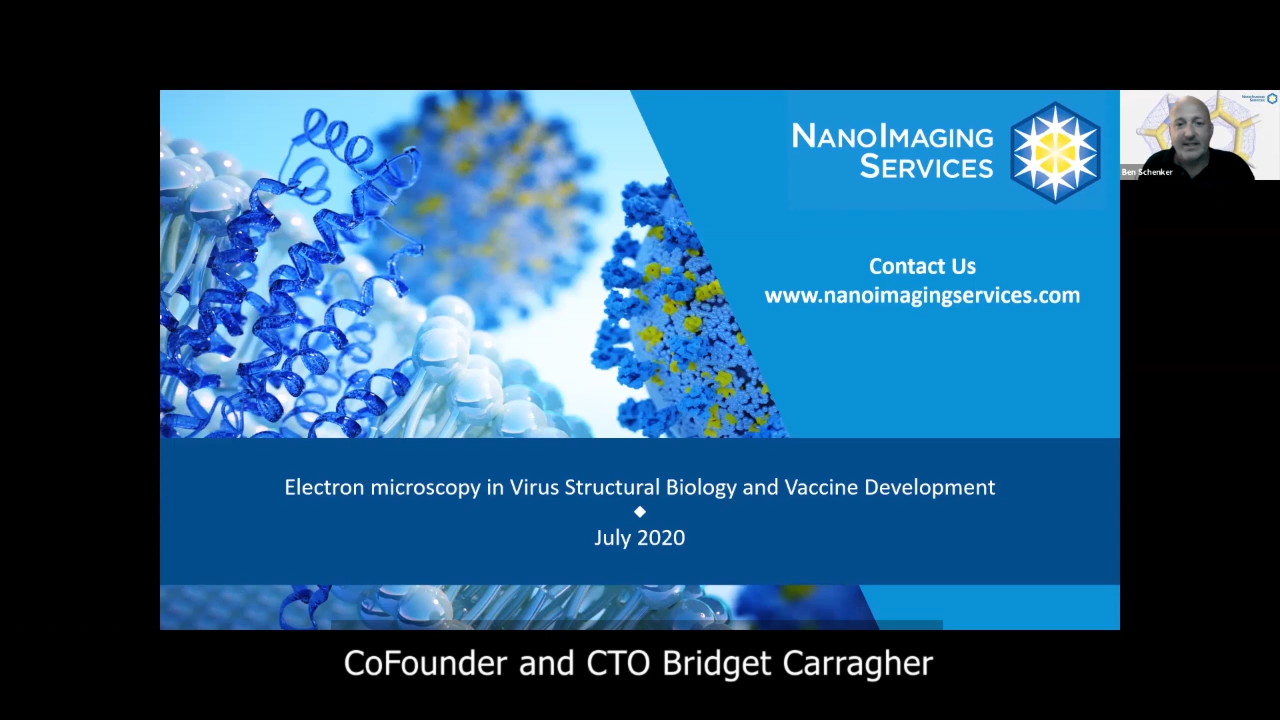 NANOIMAGING
SERVICES
Contact Us
www.nanoimagingservices.com
Ben Schenker
Electron microscopy in Virus Structural Biology and Vaccine Development
July 2020
CoFounder and CTO Bridget Carragher